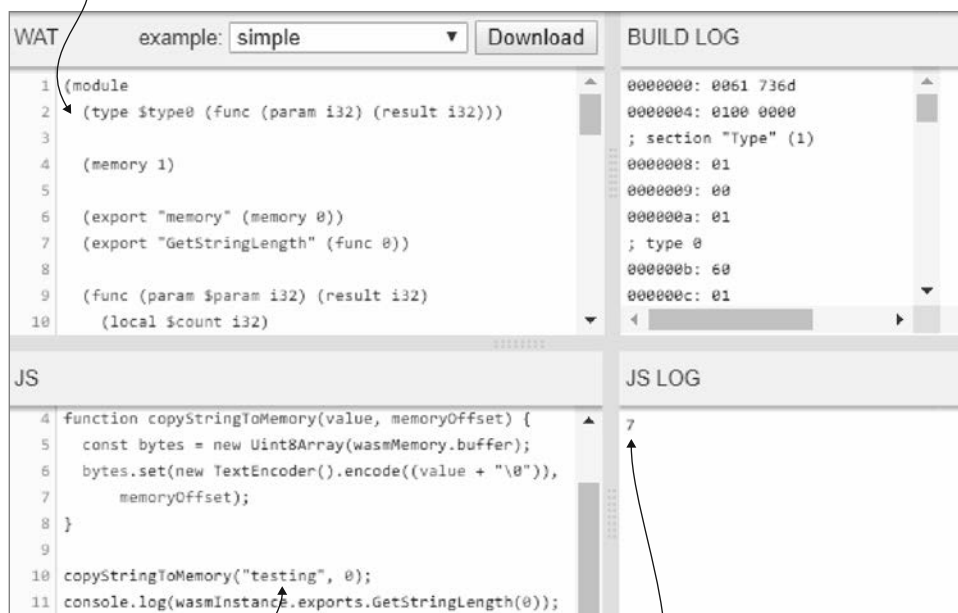 WAT example: simple ▼ Download
1 (module
2 (type $type0 (func (param i32) (result i32)))
3
4 (memory 1)
5
6 (export "memory" (memory 0))
7 (export "GetStringLength" (func 0))
8
9 (func (param $param i32) (result i32)
10 (local $count i32)
BUILD LOG
0000000: 0061 736d
0000004: 0100 0000
; section "Type" (1)
0000008: 01
0000009: 00
000000a: 01
; type 0
000000b: 60
000000c: 01
JS
4 function copyStringToMemory(value, memoryOffset) {
5 const bytes = new Uint8Array(wasmMemory.buffer);
6 bytes.set(new TextEncoder().encode((value + "\0")),
7 memoryOffset);
8 }
9
10 copyStringToMemory("testing", 0);
11 console.log(wasmInstance.exports.GetStringLength(0));
JS LOG
7